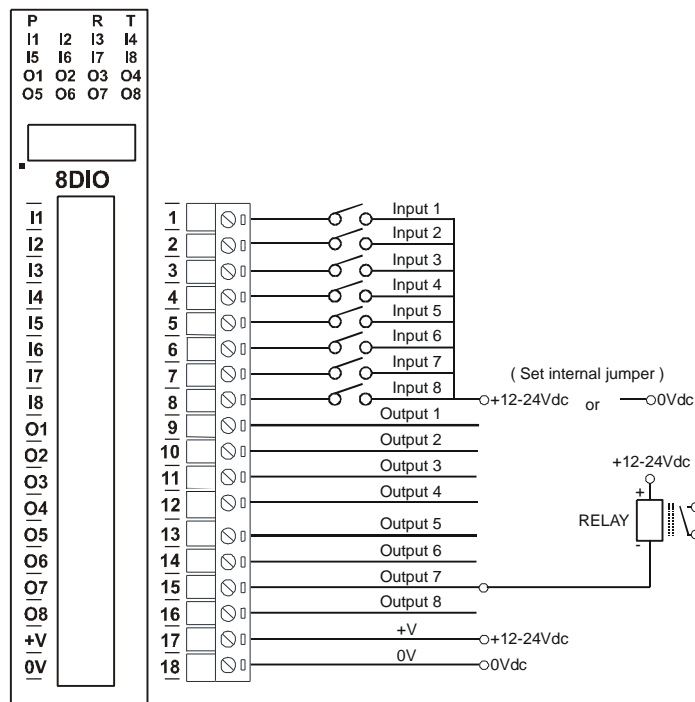 P R T
I1 I2 I3 I4
I5 I6 I7 I8
O1 O2 O3 O4
O5 O6 O7 O8
8DIO
I1 1 Input 1
I2 2 Input 2
I3 3 Input 3
I4 4 Input 4
I5 5 Input 5
I6 6 Input 6
I7 7 Input 7
( Set internal jumper )
I8 8 Input 8 +12-24Vdc or 0Vdc
O1 9 Output 1
O2 10 Output 2
O3 11 Output 3
O4 12 Output 4
O5 13 Output 5
O6 14 Output 6
O7 15 Output 7
O8 16 Output 8
+V 17 +V +12-24Vdc
0V 18 0V 0Vdc
+12-24Vdc
+
RELAY
-